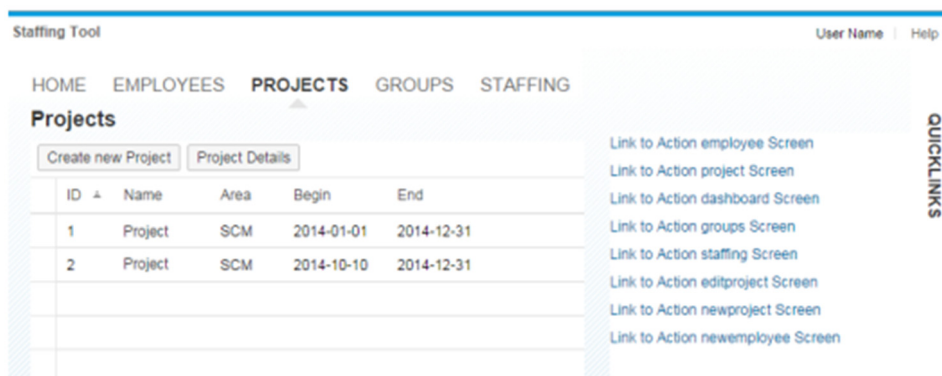 Staffing Tool
User Name Help
HOME EMPLOYEES PROJECTS GROUPS STAFFING
Projects
Create new Project Project Details
ID Name Area Begin End
1 Project SCM 2014-01-01 2014-12-31
2 Project SCM 2014-10-10 2014-12-31
Link to Action employee Screen
Link to Action project Screen
Link to Action dashboard Screen
Link to Action groups Screen
Link to Action staffing Screen
Link to Action editproject Screen
Link to Action newproject Screen
Link to Action newemployee Screen
QUICKLINKS